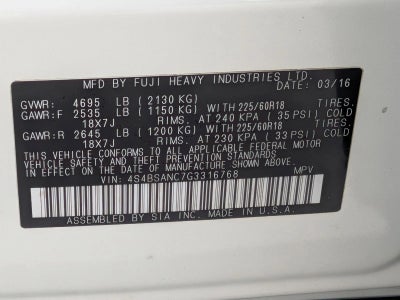 MFD BY FUJI HEAVY INDUSTRIES LTD.
DATE: 03/16
GVWR: 4695 LB (2130 KG)
GAWR:F 2535 LB (1150 KG) WITH 225/60R18 TIRES.
18X7J RIMS. AT 240 KPA ( 35 PSI) COLD
GAWR:R 2645 LB (1200 KG) WITH 225/60R18 TIRES.
18X7J RIMS. AT 230 KPA ( 33 PSI) COLD
THIS VEHICLE CONFORMS TO ALL APPLICABLE FEDERAL MOTOR
VEHICLE SAFETY AND THEFT PREVENTION STANDARDS
IN EFFECT ON THE DATE OF MANUFACTURE SHOWN ABOVE.
VIN: 4S4BSANC7G3316768 MPV
ASSEMBLED BY SIA INC. MADE IN U.S.A.